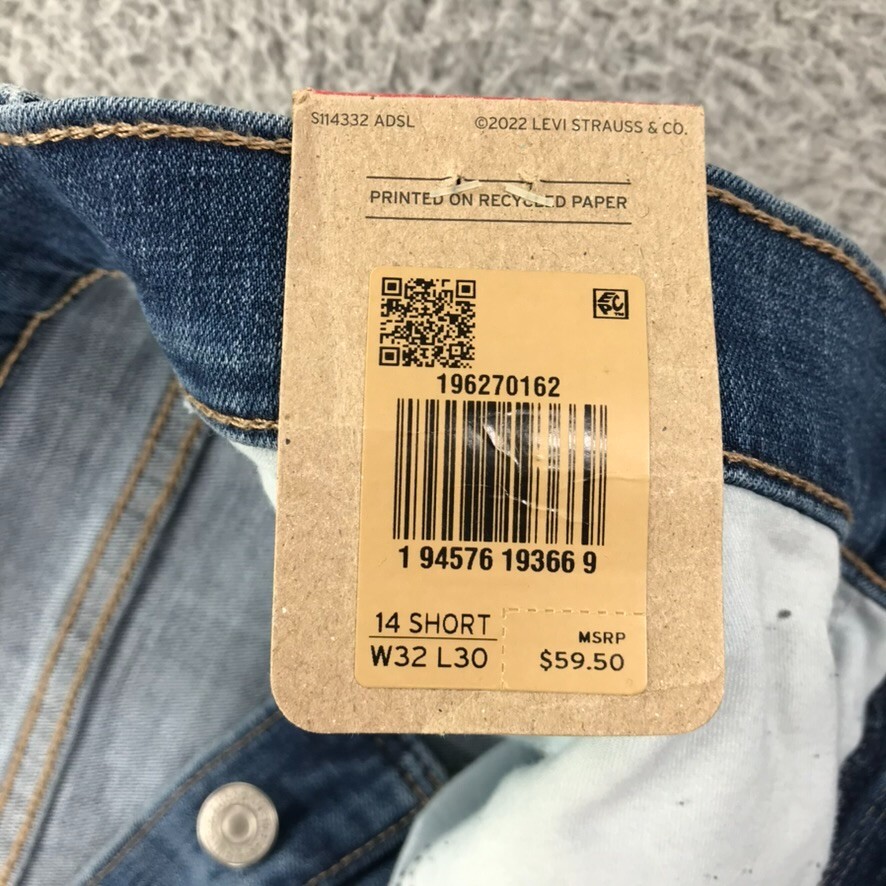 S114332 ADSL ©2022 LEVI STRAUSS & CO.
PRINTED ON RECYCLED PAPER
196270162
1 94576 19366 9
14 SHORT
W32 L30
MSRP
$59.50